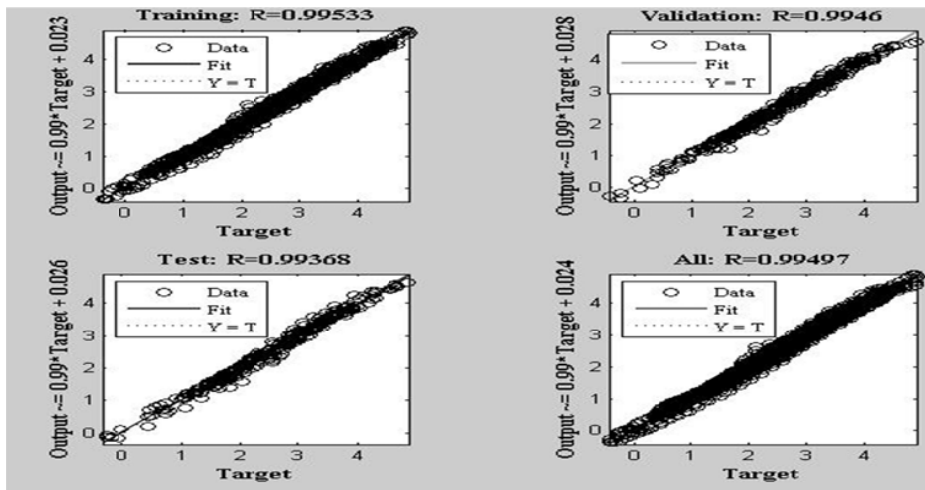 Training: R=0.99533
Output ~= 0.99*Target + 0.023
Data
Fit
Y = T
4
3
2
1
0
0 1 2 3 4
Target
Validation: R=0.9946
Output ~= 0.99*Target + 0.028
Data
Fit
Y = T
4
3
2
1
0
0 1 2 3 4
Target
Test: R=0.99368
Output ~= 0.99*Target + 0.026
Data
Fit
Y = T
4
3
2
1
0
0 1 2 3 4
Target
All: R=0.99497
Output ~= 0.99*Target + 0.024
Data
Fit
Y = T
4
3
2
1
0
0 1 2 3 4
Target